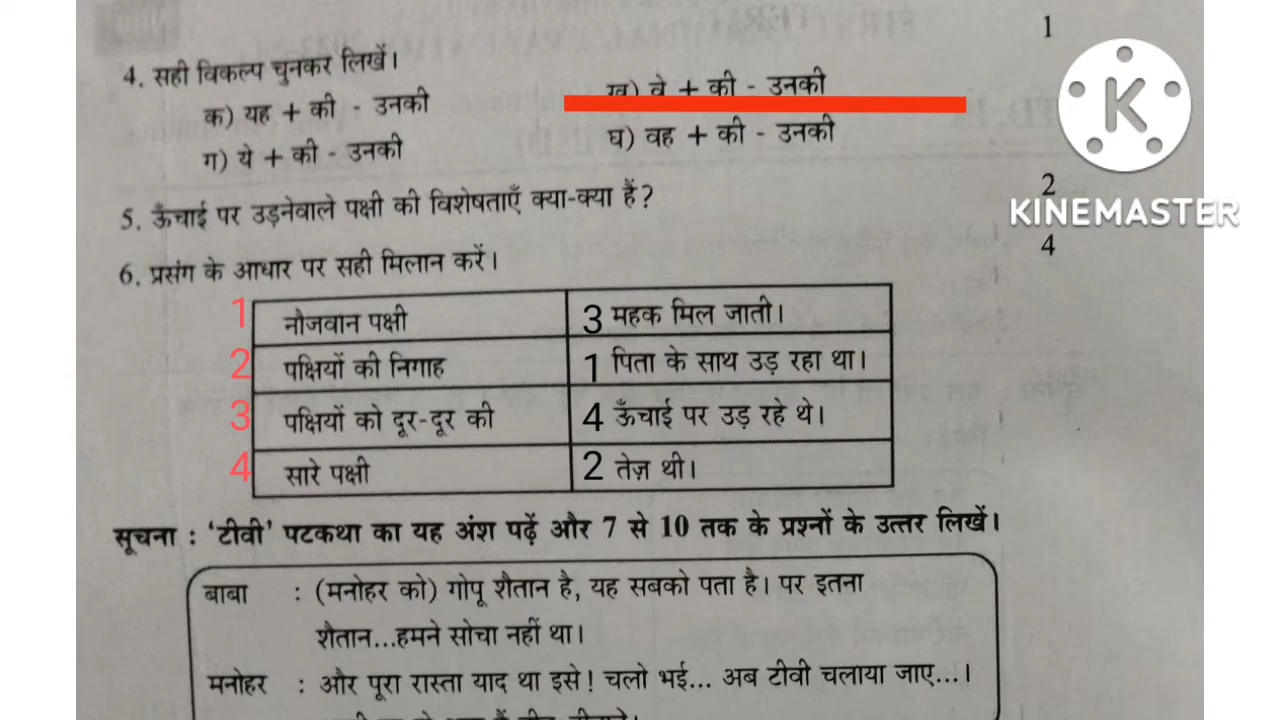 1
4. सही विकल्प चुनकर लिखें।
क) यह + की - उनकी ख) वे + की - उनकी
ग) ये + की - उनकी घ) वह + की - उनकी
K
KINEMASTER
5. ऊँचाई पर उड़नेवाले पक्षी की विशेषताएँ क्या-क्या हैं? 2
6. प्रसंग के आधार पर सही मिलान करें। 4
1 नौजवान पक्षी 3 महक मिल जाती।
2 पक्षियों की निगाह 1 पिता के साथ उड़ रहा था।
3 पक्षियों को दूर-दूर की 4 ऊँचाई पर उड़ रहे थे।
4 सारे पक्षी 2 तेज़ थी।
सूचना : 'टीवी' पटकथा का यह अंश पढ़ें और 7 से 10 तक के प्रश्नों के उत्तर लिखें।
बाबा : (मनोहर को) गोपू शैतान है, यह सबको पता है। पर इतना
शैतान...हमने सोचा नहीं था।
मनोहर : और पूरा रास्ता याद था इसे! चलो भई... अब टीवी चलाया जाए...।